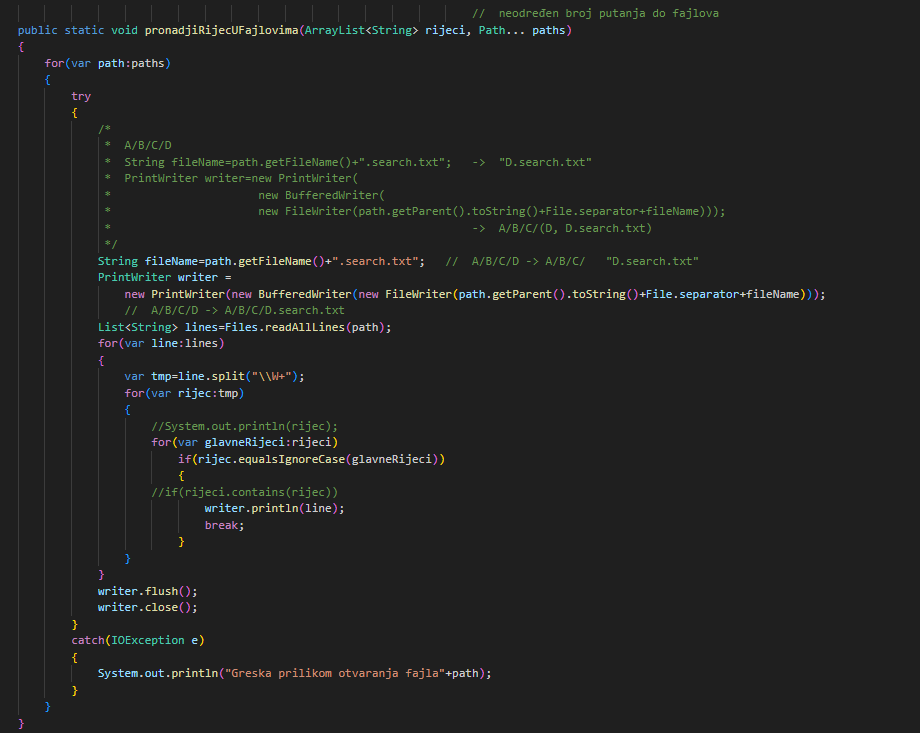 //  neodređen broj putanja do fajlova
public static void pronadjiRijecUFajlovima(ArrayList<String> rijeci, Path... paths)
{
for(var path:paths)
{
try
{
/*
*  A/B/C/D
*  String fileName=path.getFileName()+".search.txt";   ->  "D.search.txt"
*  PrintWriter writer=new PrintWriter(
*                      new BufferedWriter(
*                      new FileWriter(path.getParent().toString()+File.separator+fileName)));
*                                                      ->  A/B/C/(D, D.search.txt)
*/
String fileName=path.getFileName()+".search.txt";   //  A/B/C/D -> A/B/C/   "D.search.txt"
PrintWriter writer =
new PrintWriter(new BufferedWriter(new FileWriter(path.getParent().toString()+File.separator+fileName)));
//  A/B/C/D -> A/B/C/D.search.txt
List<String> lines=Files.readAllLines(path);
for(var line:lines)
{
var tmp=line.split("\\W+");
for(var rijec:tmp)
{
//System.out.println(rijec);
for(var glavneRijeci:rijeci)
if(rijec.equalsIgnoreCase(glavneRijeci))
{
//if(rijeci.contains(rijec))
writer.println(line);
break;
}
}
}
writer.flush();
writer.close();
}
catch(IOException e)
{
System.out.println("Greska prilikom otvaranja fajla"+path);
}
}
}